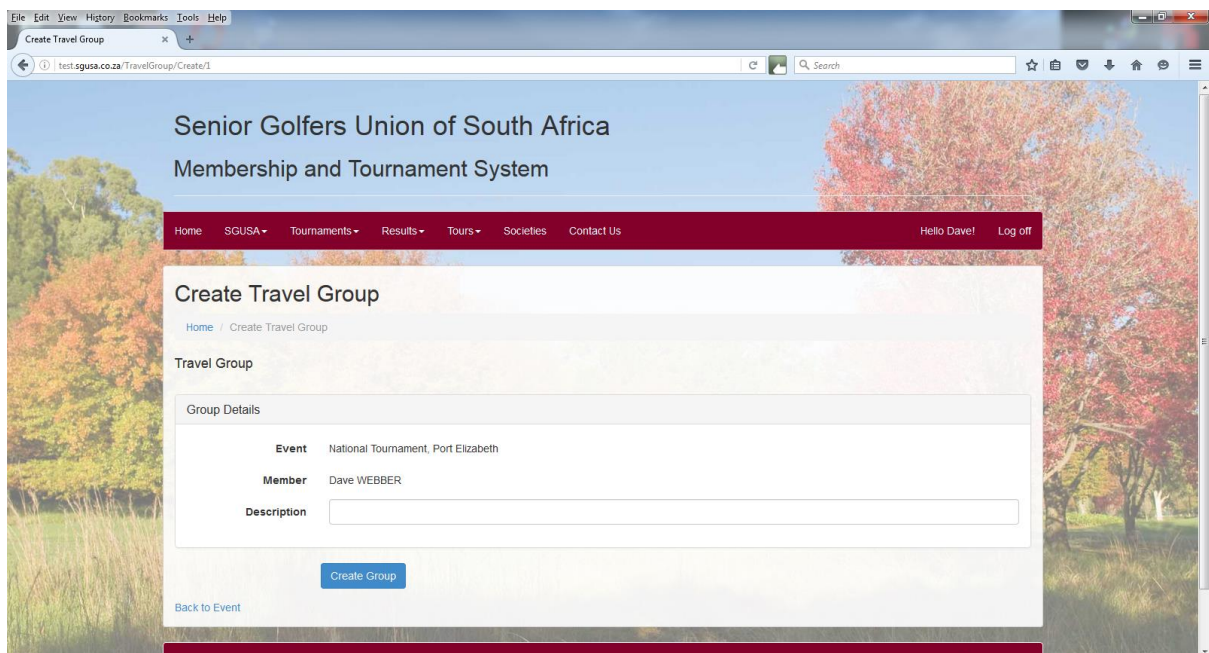 File Edit View History Bookmarks Tools Help
Create Travel Group × +
test.sgusa.co.za/TravelGroup/Create/1 Search
Senior Golfers Union of South Africa
Membership and Tournament System
Home SGUSA Tournaments Results Tours Societies Contact Us Hello Dave! Log off
Create Travel Group
Home / Create Travel Group
Travel Group
Group Details
Event National Tournament, Port Elizabeth
Member Dave WEBBER
Description
Create Group
Back to Event